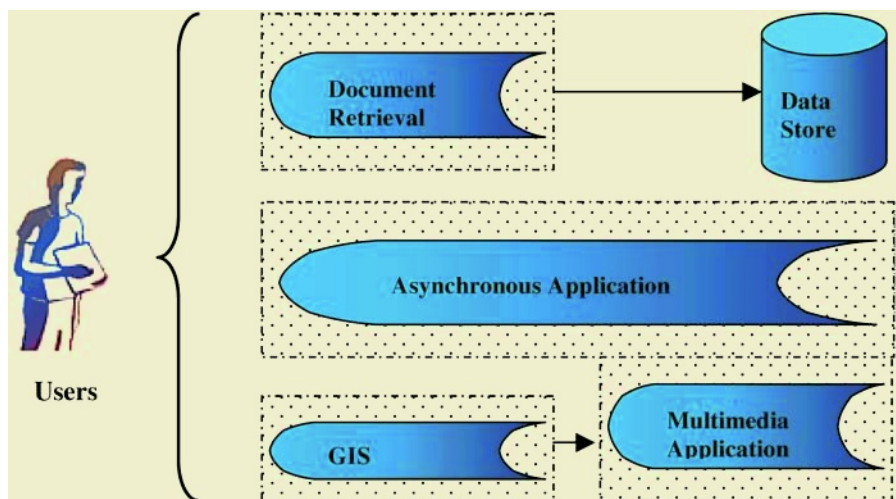 Document
Retrieval
Data
Store
Asynchronous Application
Users
GIS
Multimedia
Application